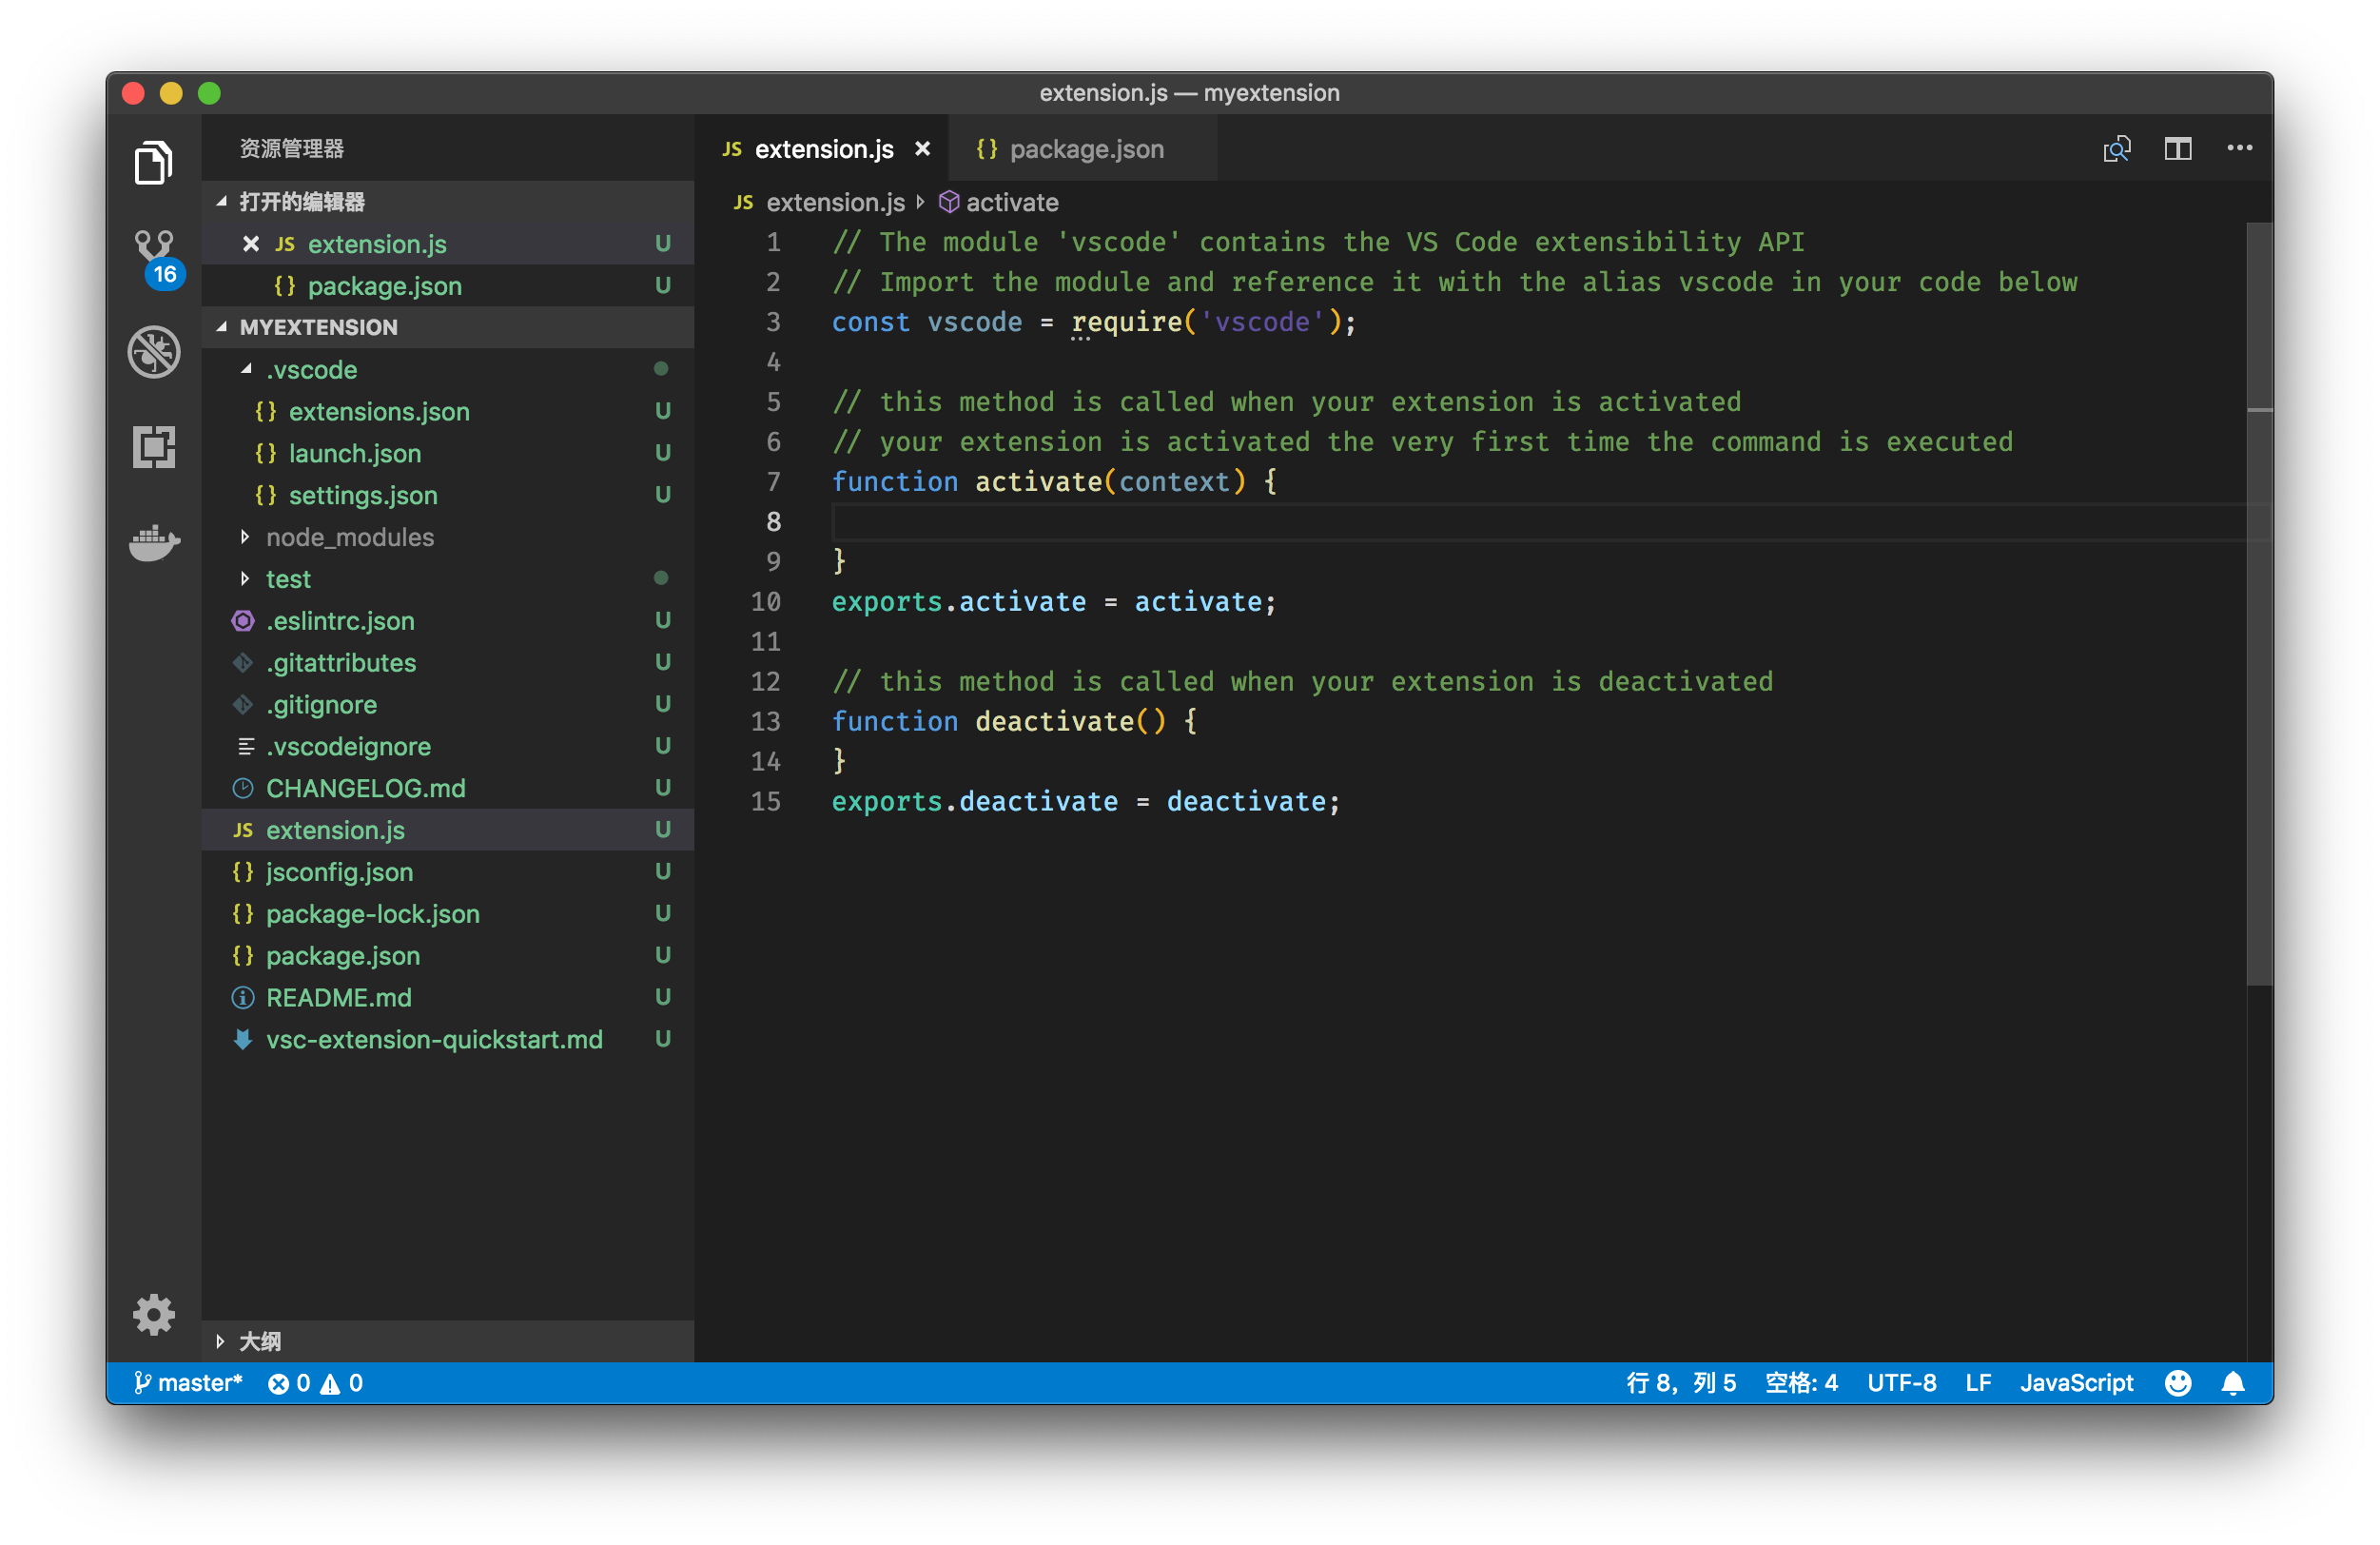 extension.js — myextension
资源管理器
打开的编辑器
JS extension.js U
{} package.json U
MYEXTENSION
.vscode
{} extensions.json U
{} launch.json U
{} settings.json U
node_modules
test
.eslintrc.json U
.gitattributes U
.gitignore U
.vscodeignore U
CHANGELOG.md U
JS extension.js U
{} jsconfig.json U
{} package-lock.json U
{} package.json U
README.md U
vsc-extension-quickstart.md U
大纲
16
JS extension.js
{} package.json
JS extension.js activate
1 // The module 'vscode' contains the VS Code extensibility API
2 // Import the module and reference it with the alias vscode in your code below
3 const vscode = require('vscode');
4
5 // this method is called when your extension is activated
6 // your extension is activated the very first time the command is executed
7 function activate(context) {
8
9 }
10 exports.activate = activate;
11
12 // this method is called when your extension is deactivated
13 function deactivate() {
14 }
15 exports.deactivate = deactivate;
master* 0 0
行 8，列 5 空格: 4 UTF-8 LF JavaScript